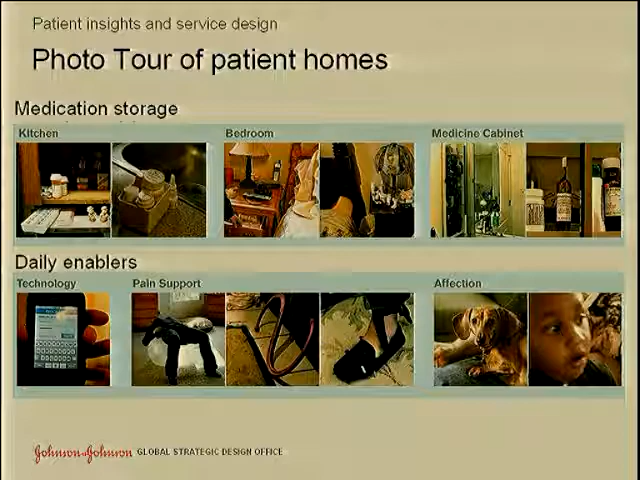 Patient insights and service design
Photo Tour of patient homes
Medication storage
Kitchen
Bedroom
Medicine Cabinet
Daily enablers
Technology
Pain Support
Affection
Johnson & Johnson GLOBAL STRATEGIC DESIGN OFFICE